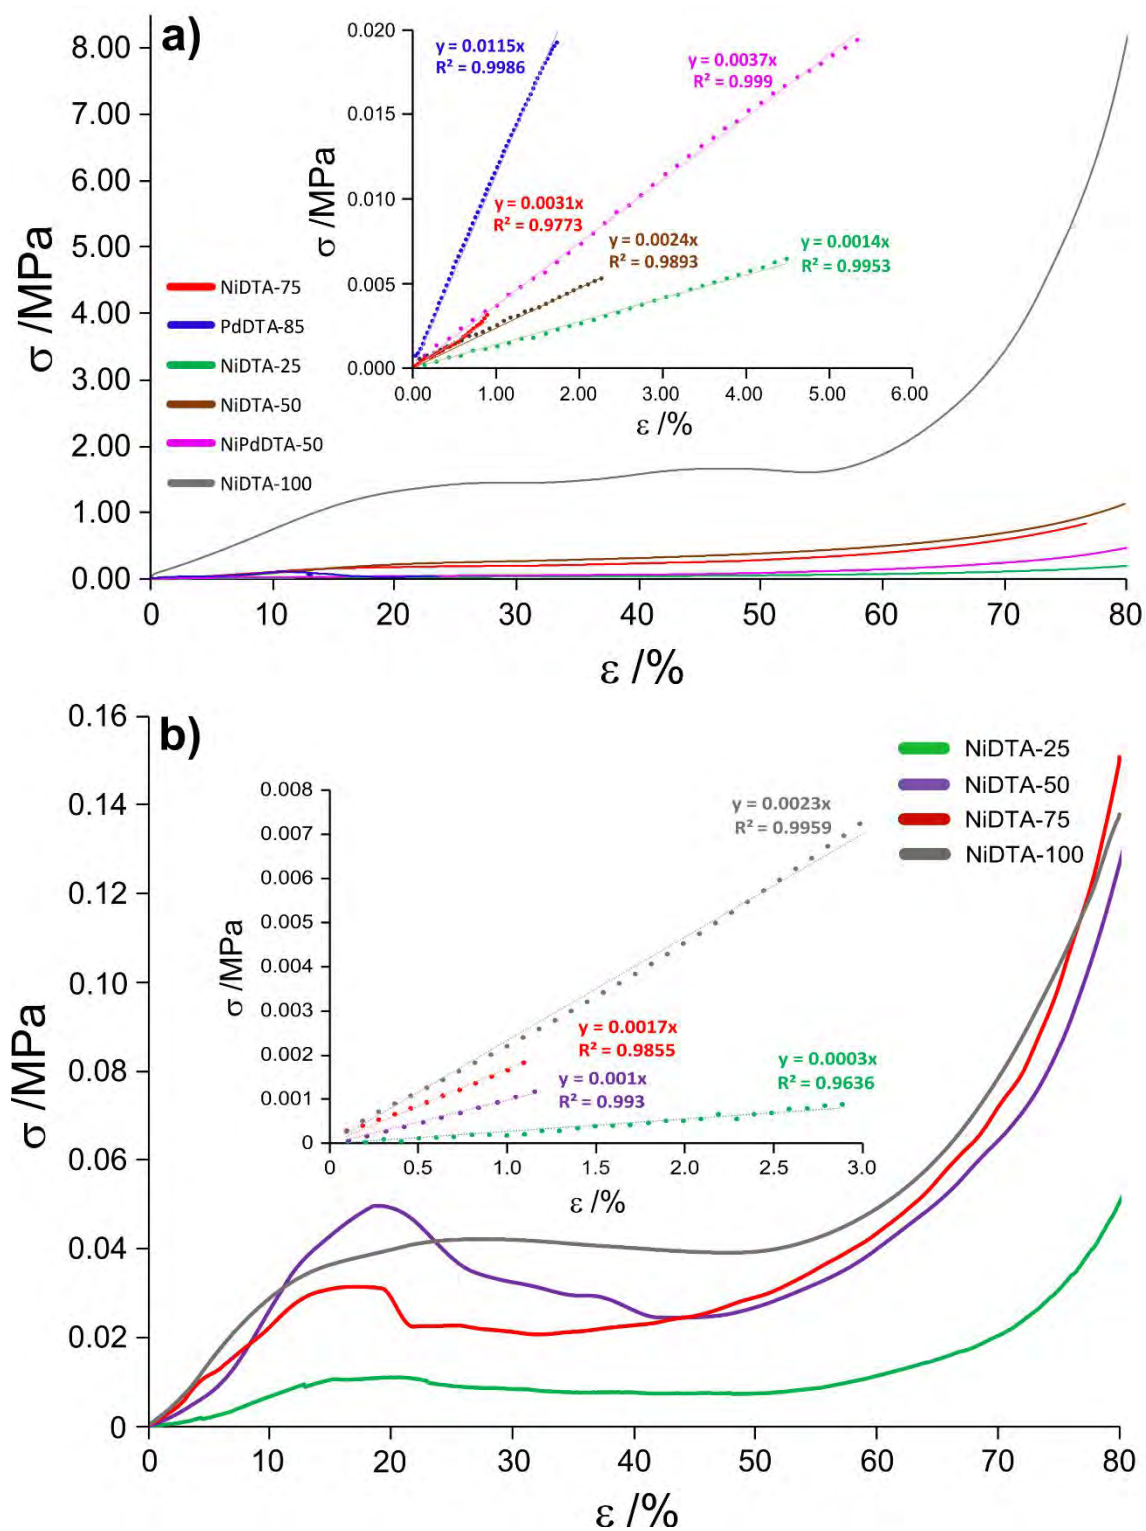 a)
8.00
7.00
6.00
5.00
4.00
3.00
2.00
1.00
0.00
σ /MPa
0
10
20
30
40
50
60
70
80
ε /%
NiDTA-75
PdDTA-85
NiDTA-25
NiDTA-50
NiPdDTA-50
NiDTA-100
0.020
0.015
0.010
0.005
0.000
σ /MPa
0.00
1.00
2.00
3.00
4.00
5.00
6.00
ε /%
y = 0.0115x
R² = 0.9986
y = 0.0037x
R² = 0.999
y = 0.0031x
R² = 0.9773
y = 0.0024x
R² = 0.9893
y = 0.0014x
R² = 0.9953
b)
0.16
0.14
0.12
0.10
0.08
0.06
0.04
0.02
0
σ /MPa
0
10
20
30
40
50
60
70
80
ε /%
NiDTA-25
NiDTA-50
NiDTA-75
NiDTA-100
0.008
0.007
0.006
0.005
0.004
0.003
0.002
0.001
0
σ /MPa
0
0.5
1.0
1.5
2.0
2.5
3.0
ε /%
y = 0.0023x
R² = 0.9959
y = 0.0017x
R² = 0.9855
y = 0.001x
R² = 0.993
y = 0.0003x
R² = 0.9636